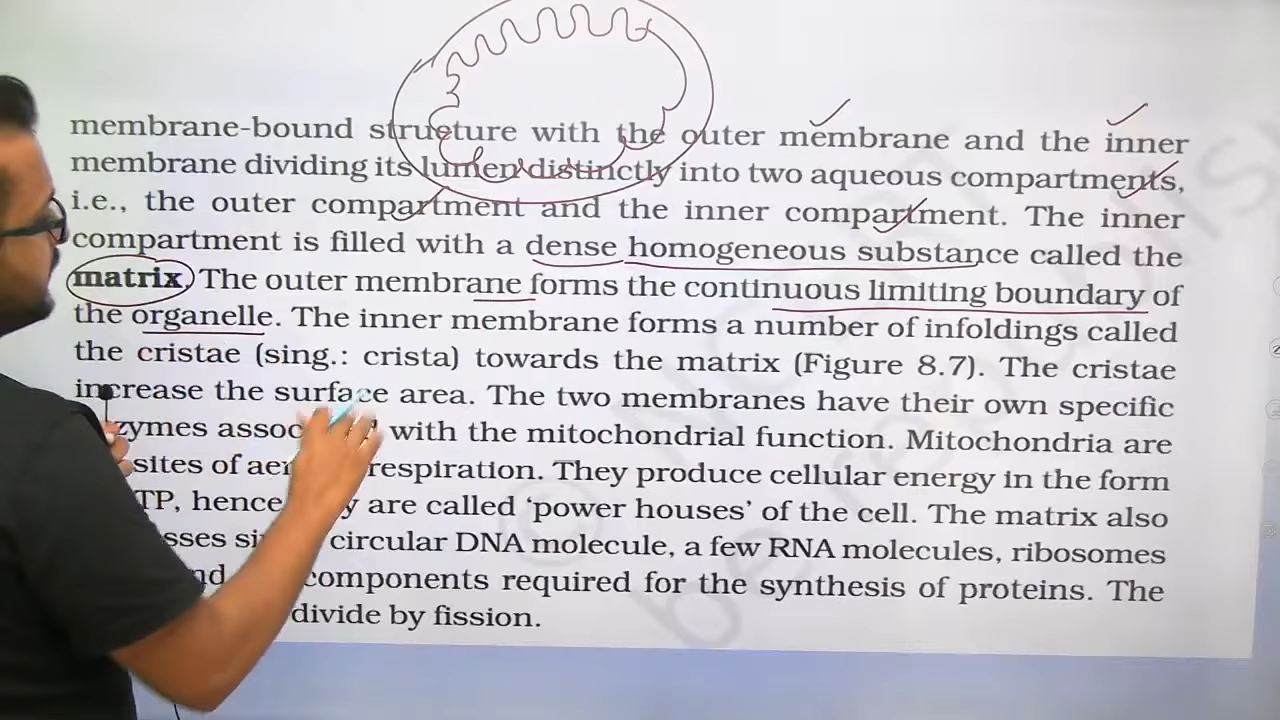 membrane-bound structure with the outer membrane and the inner
membrane dividing its lumen distinctly into two aqueous compartments,
i.e., the outer compartment and the inner compartment. The inner
compartment is filled with a dense homogeneous substance called the
matrix. The outer membrane forms the continuous limiting boundary of
the organelle. The inner membrane forms a number of infoldings called
the cristae (sing.: crista) towards the matrix (Figure 8.7). The cristae
increase the surface area. The two membranes have their own specific
zymes assoc with the mitochondrial function. Mitochondria are
sites of aer respiration. They produce cellular energy in the form
TP, hence y are called ‘power houses’ of the cell. The matrix also
sses si circular DNA molecule, a few RNA molecules, ribosomes
nd components required for the synthesis of proteins. The
divide by fission.